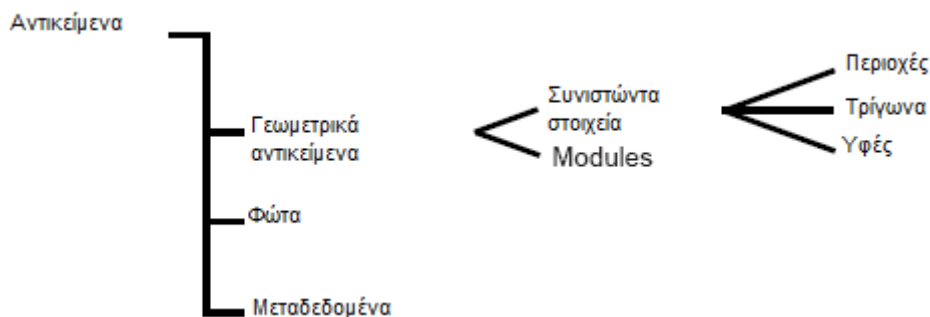 Αντικείμενα
Γεωμετρικά
αντικείμενα
Φώτα
Μεταδεδομένα
Συνιστώντα
στοιχεία
Modules
Περιοχές
Τρίγωνα
Υφές